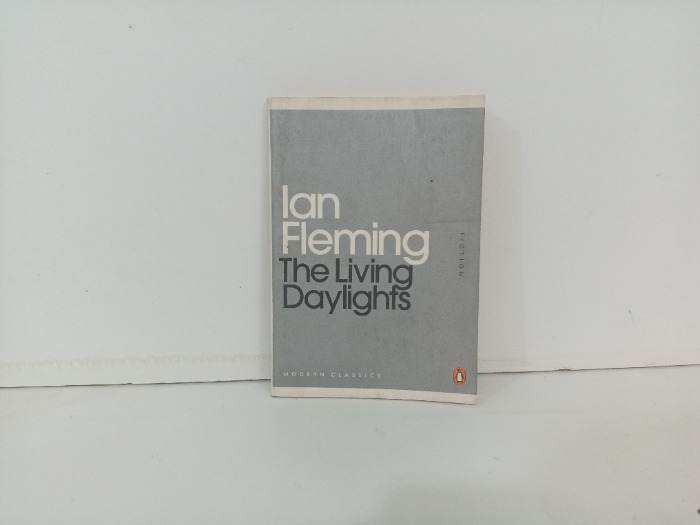 Ian
Fleming
The Living
Daylights
FICTION
MODERN CLASSICS